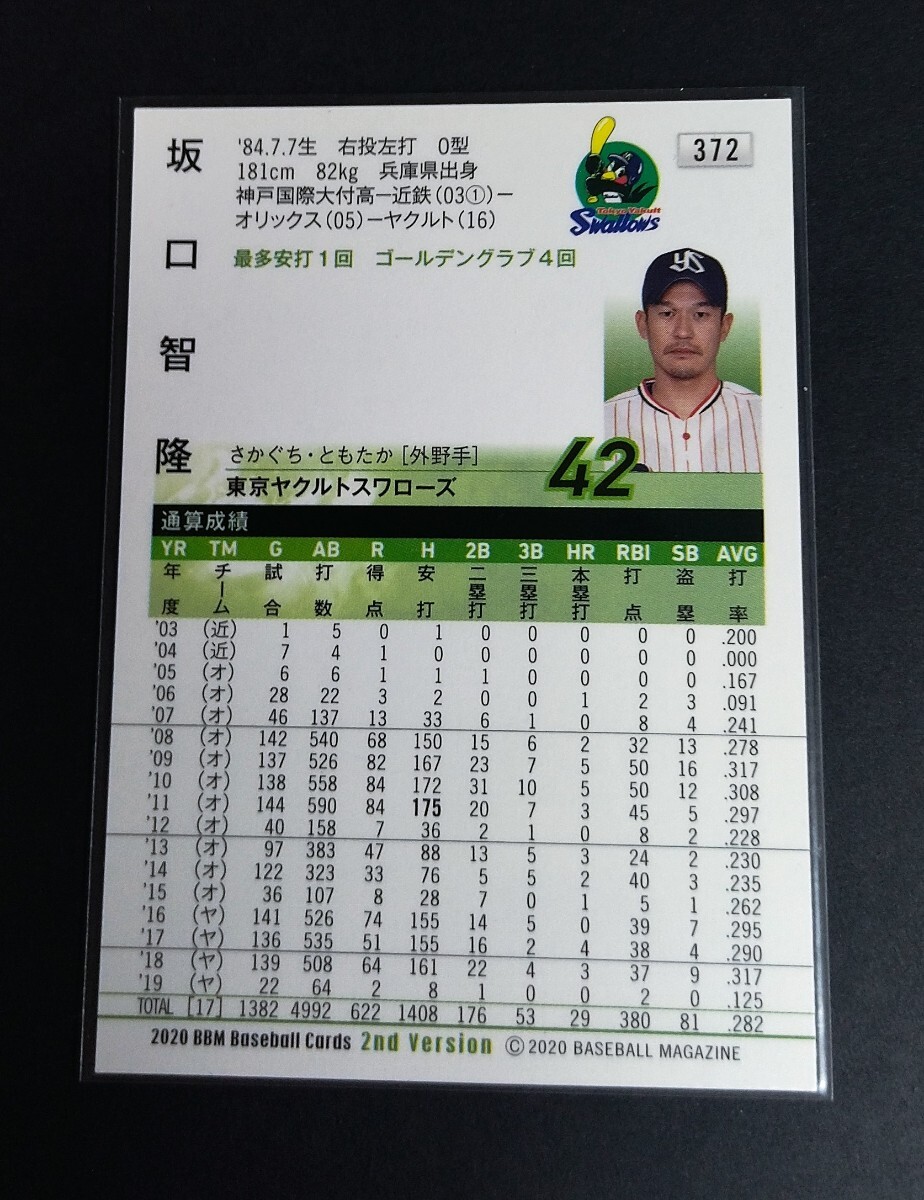 坂口智隆
'84.7.7生 右投左打 O型
181cm 82kg 兵庫県出身
神戸国際大付高ー近鉄(03①)ー
オリックス(05)ーヤクルト(16)
最多安打1回 ゴールデングラブ4回
Tokyo Yakult
Swallows
372
YS
さかぐち・ともたか [外野手]
東京ヤクルトスワローズ
42
通算成績
YR TM G AB R H 2B 3B HR RBI SB AVG
年度 チーム 試合 打数 得点 安打 二塁打 三塁打 本塁打 打点 盗塁 打率
'03 (近) 1 5 0 1 0 0 0 0 0 .200
'04 (近) 7 4 1 0 0 0 0 0 0 .000
'05 (オ) 6 6 1 1 1 0 0 0 0 .167
'06 (オ) 28 22 3 2 0 0 1 2 3 .091
'07 (オ) 46 137 13 33 6 1 0 8 4 .241
'08 (オ) 142 540 68 150 15 6 2 32 13 .278
'09 (オ) 137 526 82 167 23 7 5 50 16 .317
'10 (オ) 138 558 84 172 31 10 5 50 12 .308
'11 (オ) 144 590 84 175 20 7 3 45 5 .297
'12 (オ) 40 158 7 36 2 1 0 8 2 .228
'13 (オ) 97 383 47 88 13 5 3 24 2 .230
'14 (オ) 122 323 33 76 5 5 2 40 3 .235
'15 (オ) 36 107 8 28 7 0 1 5 1 .262
'16 (ヤ) 141 526 74 155 14 5 0 39 7 .295
'17 (ヤ) 136 535 51 155 16 2 4 38 4 .290
'18 (ヤ) 139 508 64 161 22 4 3 37 9 .317
'19 (ヤ) 22 64 2 8 1 0 0 2 0 .125
TOTAL [17] 1382 4992 622 1408 176 53 29 380 81 .282
2020 BBM Baseball Cards 2nd Version © 2020 BASEBALL MAGAZINE